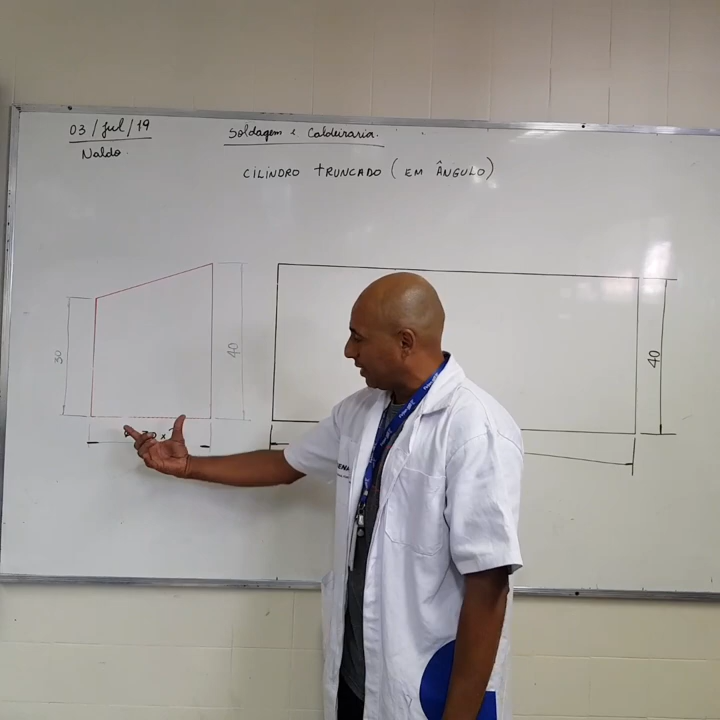 03/Jul/19
Naldo.
Soldagem e Caldeiraria.
CILINDRO TRUNCADO (EM ÂNGULO)
30
40
40